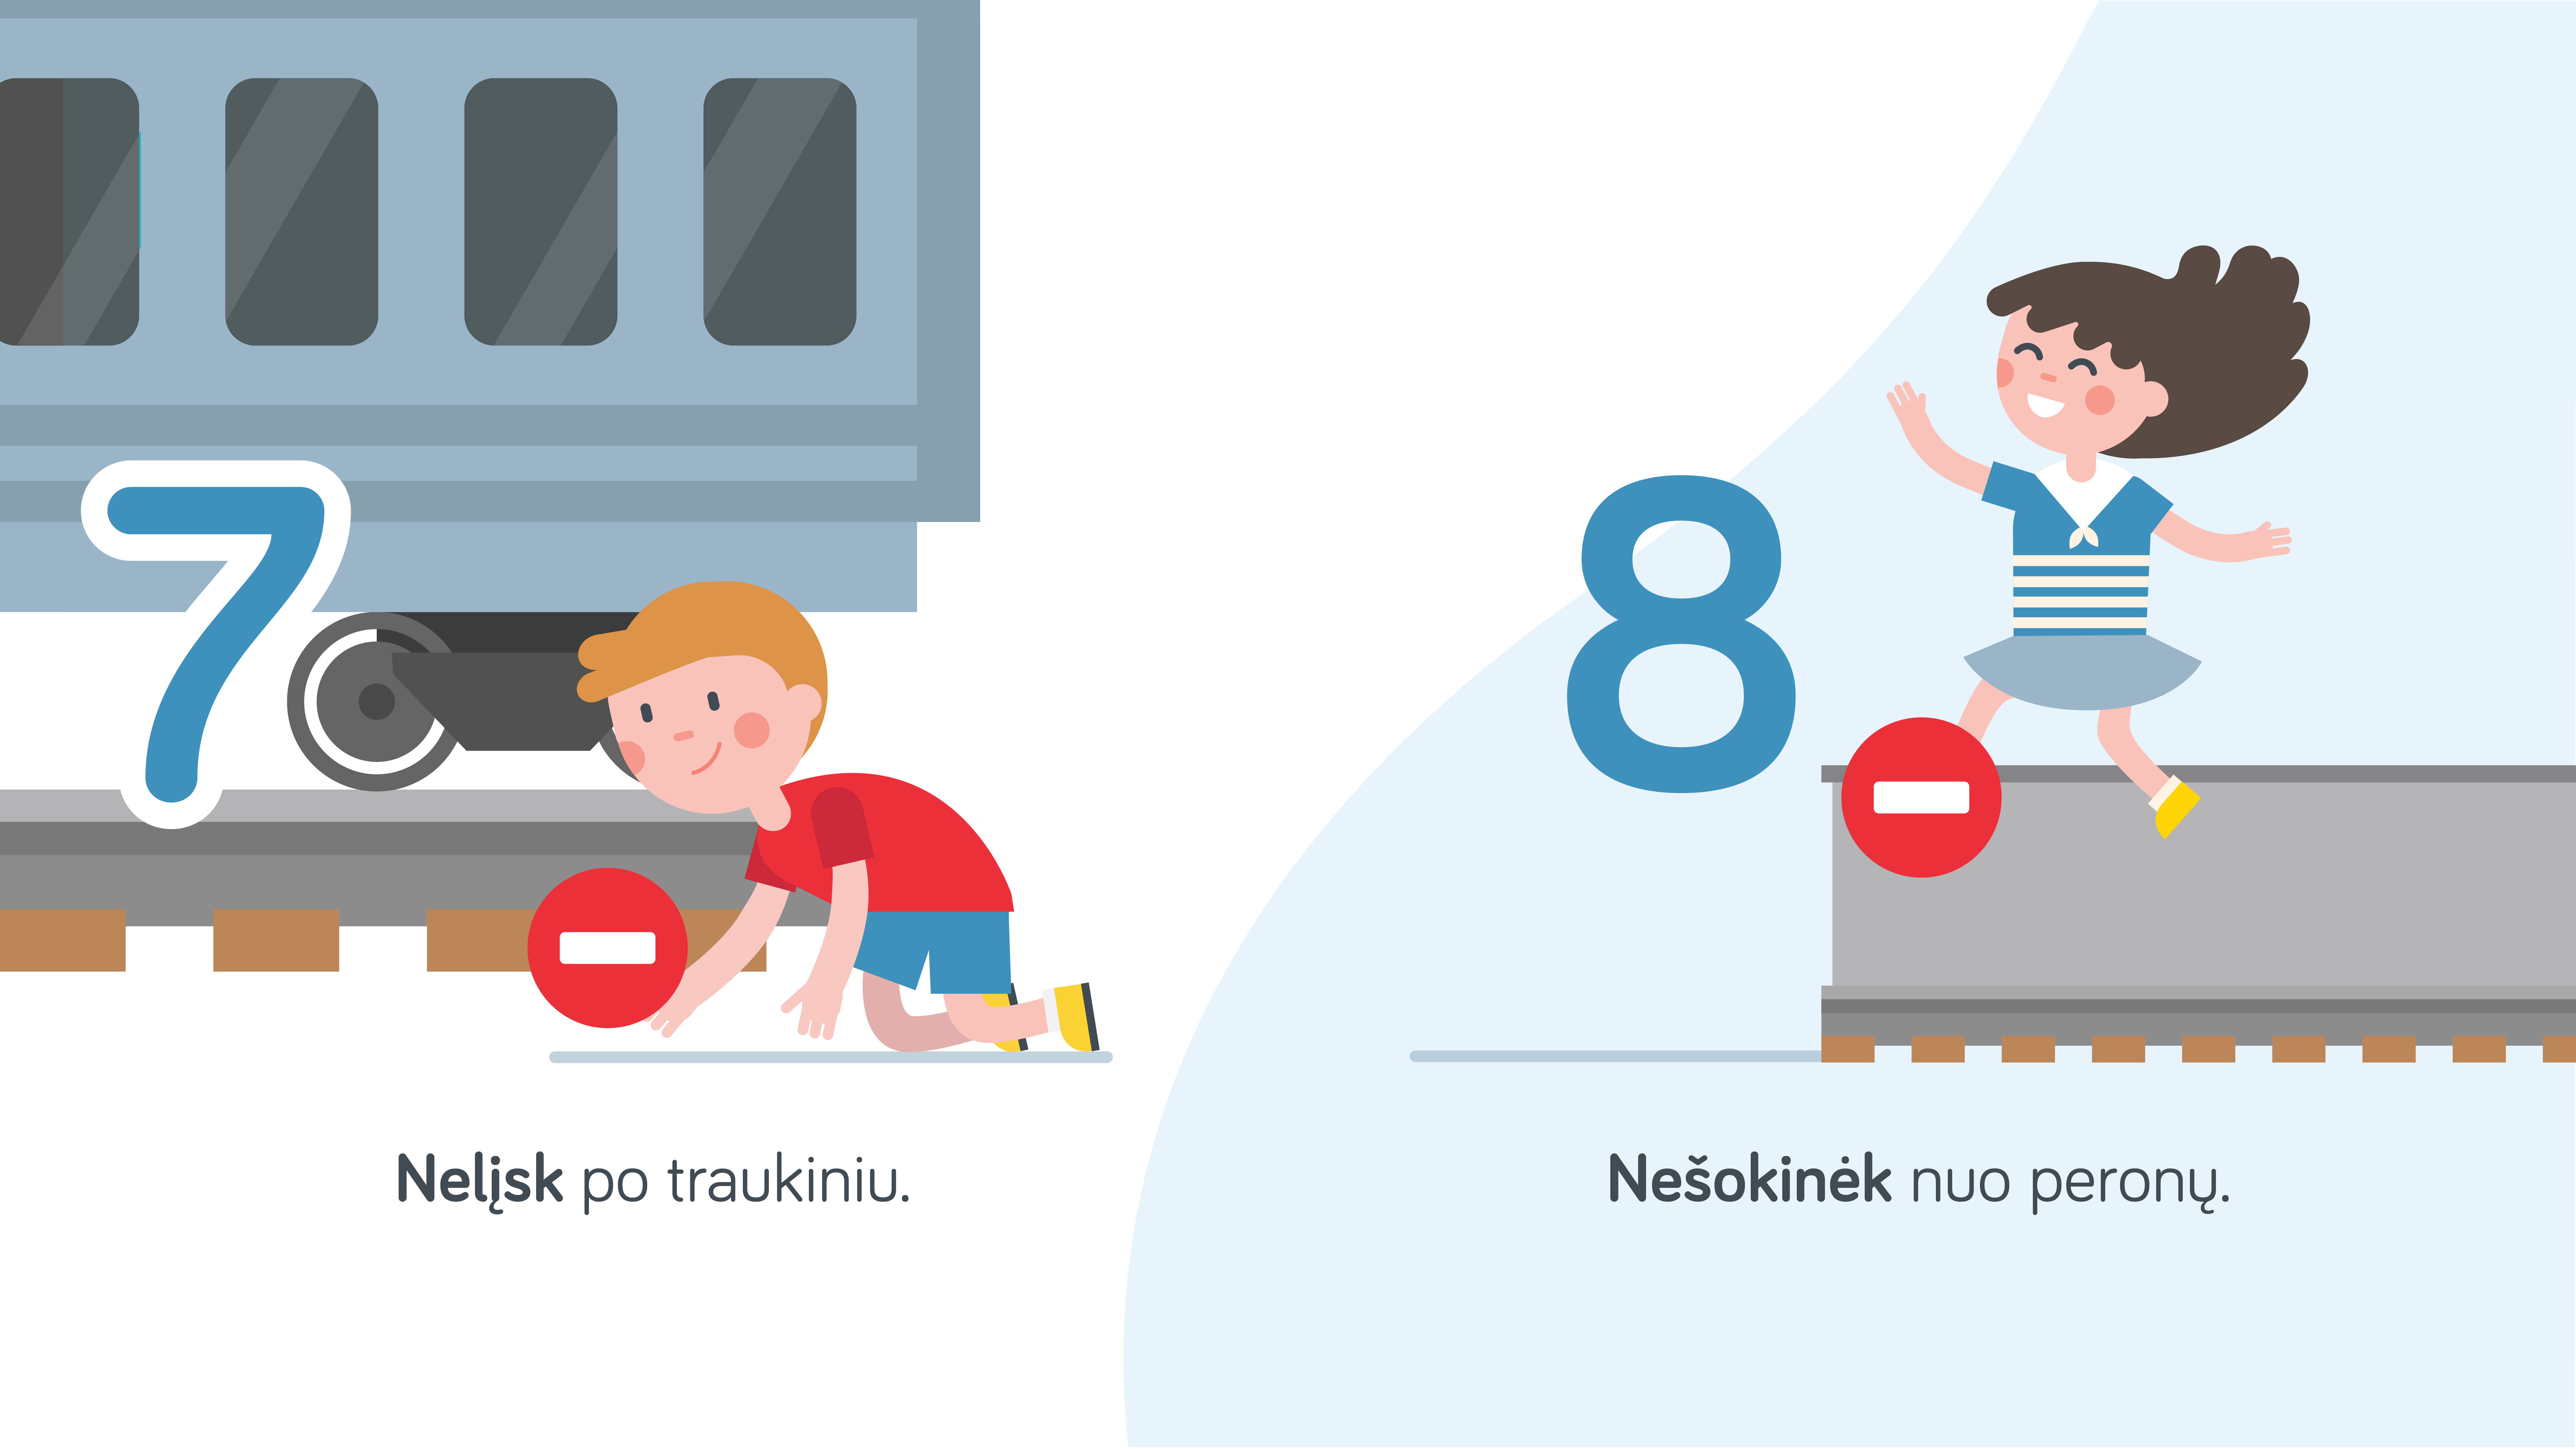 7
Nelįsk po traukiniu.
8
Nešokinėk nuo peronų.